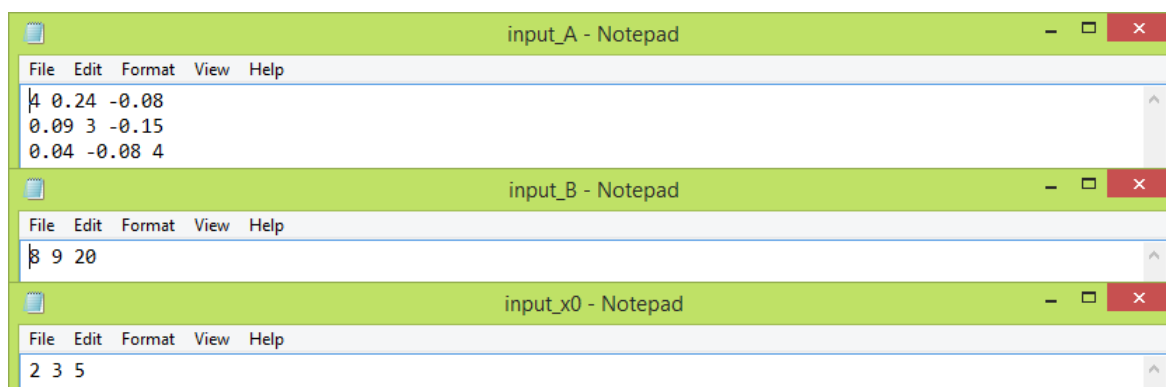 input_A - Notepad
File Edit Format View Help
4 0.24 -0.08
0.09 3 -0.15
0.04 -0.08 4
input_B - Notepad
File Edit Format View Help
8 9 20
input_x0 - Notepad
File Edit Format View Help
2 3 5